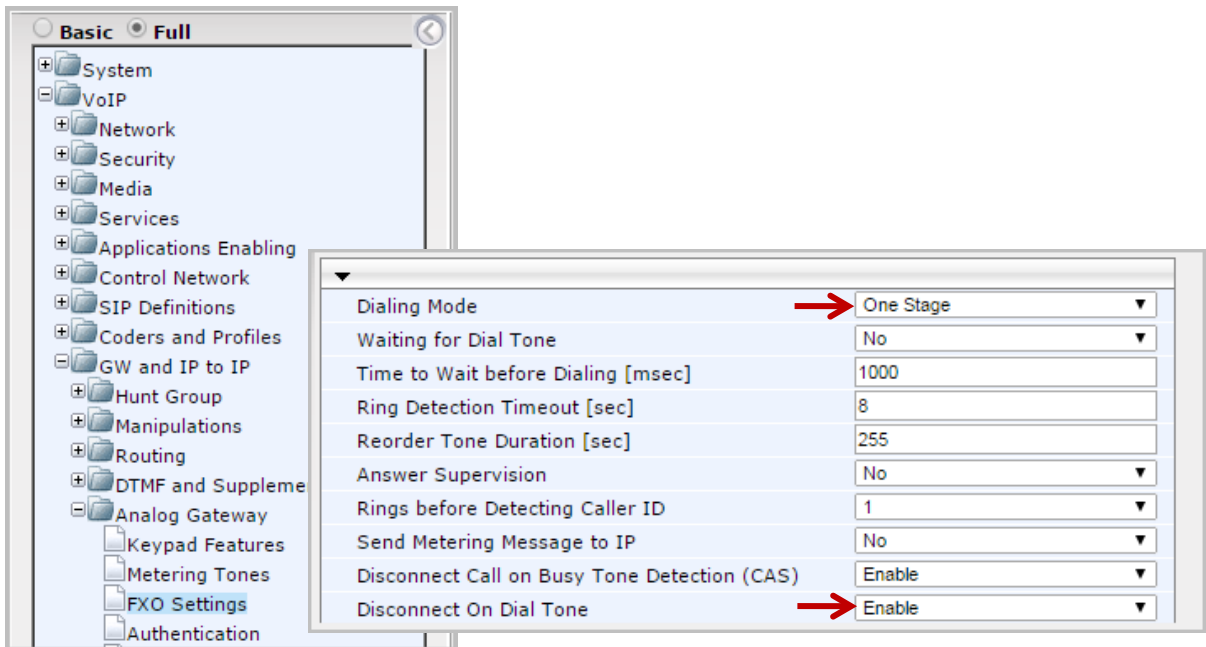 Basic Full
System
VoIP
Network
Security
Media
Services
Applications Enabling
Control Network
SIP Definitions
Coders and Profiles
GW and IP to IP
Hunt Group
Manipulations
Routing
DTMF and Suppleme
Analog Gateway
Keypad Features
Metering Tones
FXO Settings
Authentication
Dialing Mode One Stage
Waiting for Dial Tone No
Time to Wait before Dialing [msec] 1000
Ring Detection Timeout [sec] 8
Reorder Tone Duration [sec] 255
Answer Supervision No
Rings before Detecting Caller ID 1
Send Metering Message to IP No
Disconnect Call on Busy Tone Detection (CAS) Enable
Disconnect On Dial Tone Enable